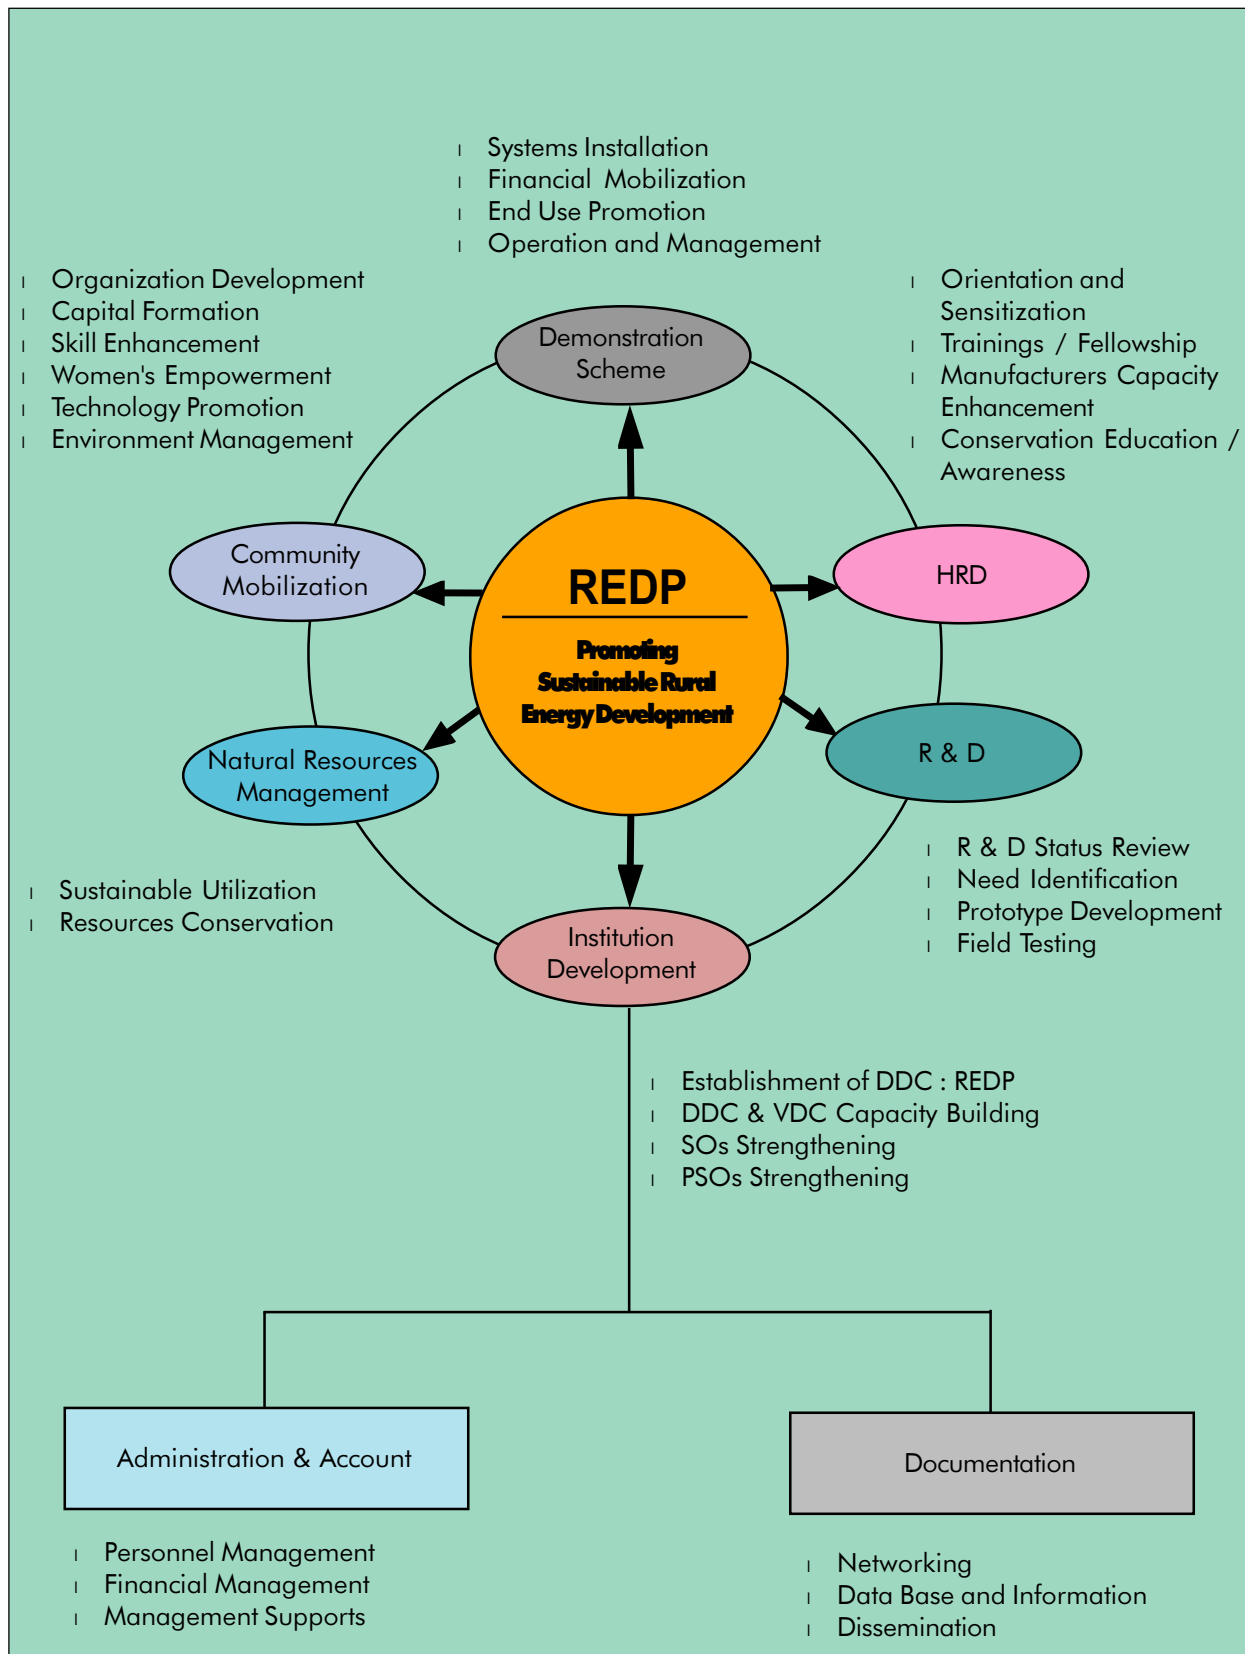 Systems Installation
Financial Mobilization
End Use Promotion
Operation and Management
Organization Development
Capital Formation
Skill Enhancement
Women's Empowerment
Technology Promotion
Environment Management
Orientation and
Sensitization
Trainings / Fellowship
Manufacturers Capacity
Enhancement
Conservation Education /
Awareness
Demonstration
Scheme
Community
Mobilization
HRD
REDP
Promoting
Sustainable Rural
Energy Development
Natural Resources
Management
R & D
Sustainable Utilization
Resources Conservation
R & D Status Review
Need Identification
Prototype Development
Field Testing
Institution
Development
Establishment of DDC : REDP
DDC & VDC Capacity Building
SOs Strengthening
PSOs Strengthening
Administration & Account
Documentation
Personnel Management
Financial Management
Management Supports
Networking
Data Base and Information
Dissemination